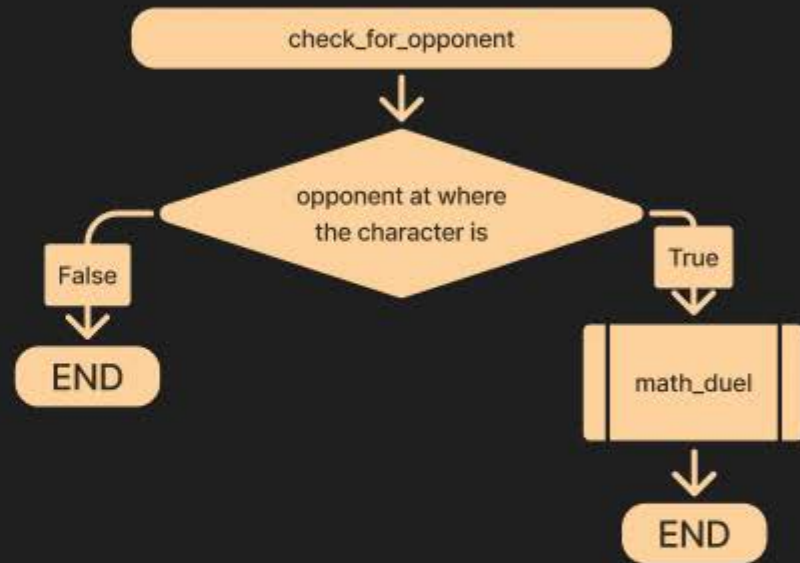 check_for_opponent
opponent at where
the character is
False
True
END
math_duel
END